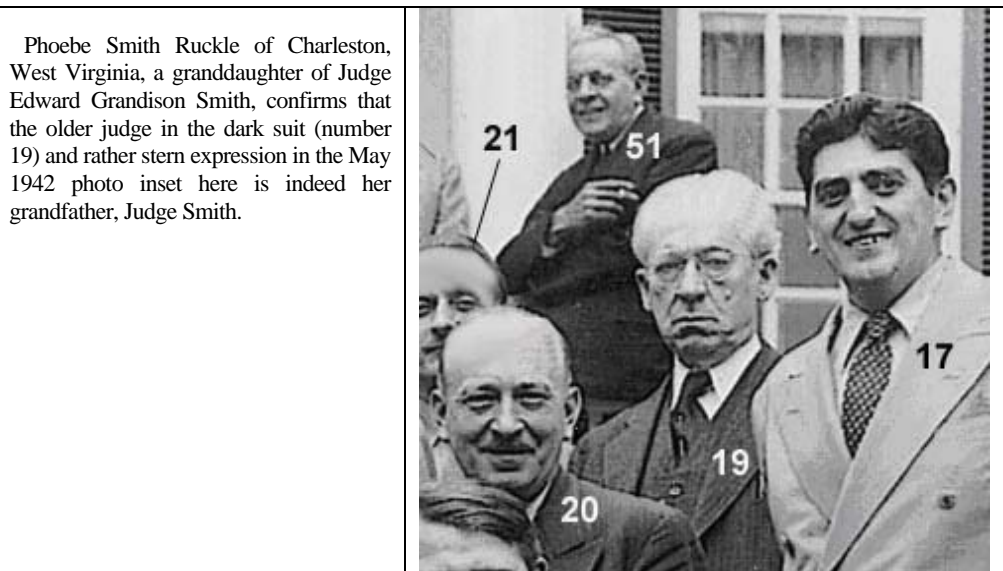 Phoebe Smith Ruckle of Charleston,
West Virginia, a granddaughter of Judge
Edward Grandison Smith, confirms that
the older judge in the dark suit (number
19) and rather stern expression in the May
1942 photo inset here is indeed her
grandfather, Judge Smith.
21
51
17
19
20